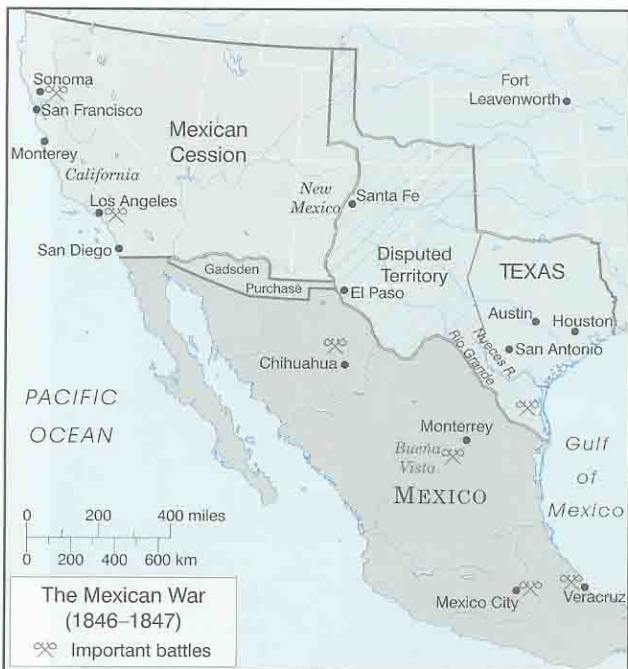 Sonoma
San Francisco
Monterey
California
Los Angeles
San Diego
Mexican
Cession
New
Mexico
Santa Fe
Fort
Leavenworth
Disputed
Territory
TEXAS
Gadsden
Purchase
El Paso
Austin
Houston
San Antonio
Nueces R.
Rio Grande
Chihuahua
PACIFIC
OCEAN
Monterrey
Buena
Vista
MEXICO
Gulf
of
Mexico
0 200 400 miles
0 200 400 600 km
Mexico City
Veracruz
The Mexican War
(1846–1847)
Important battles